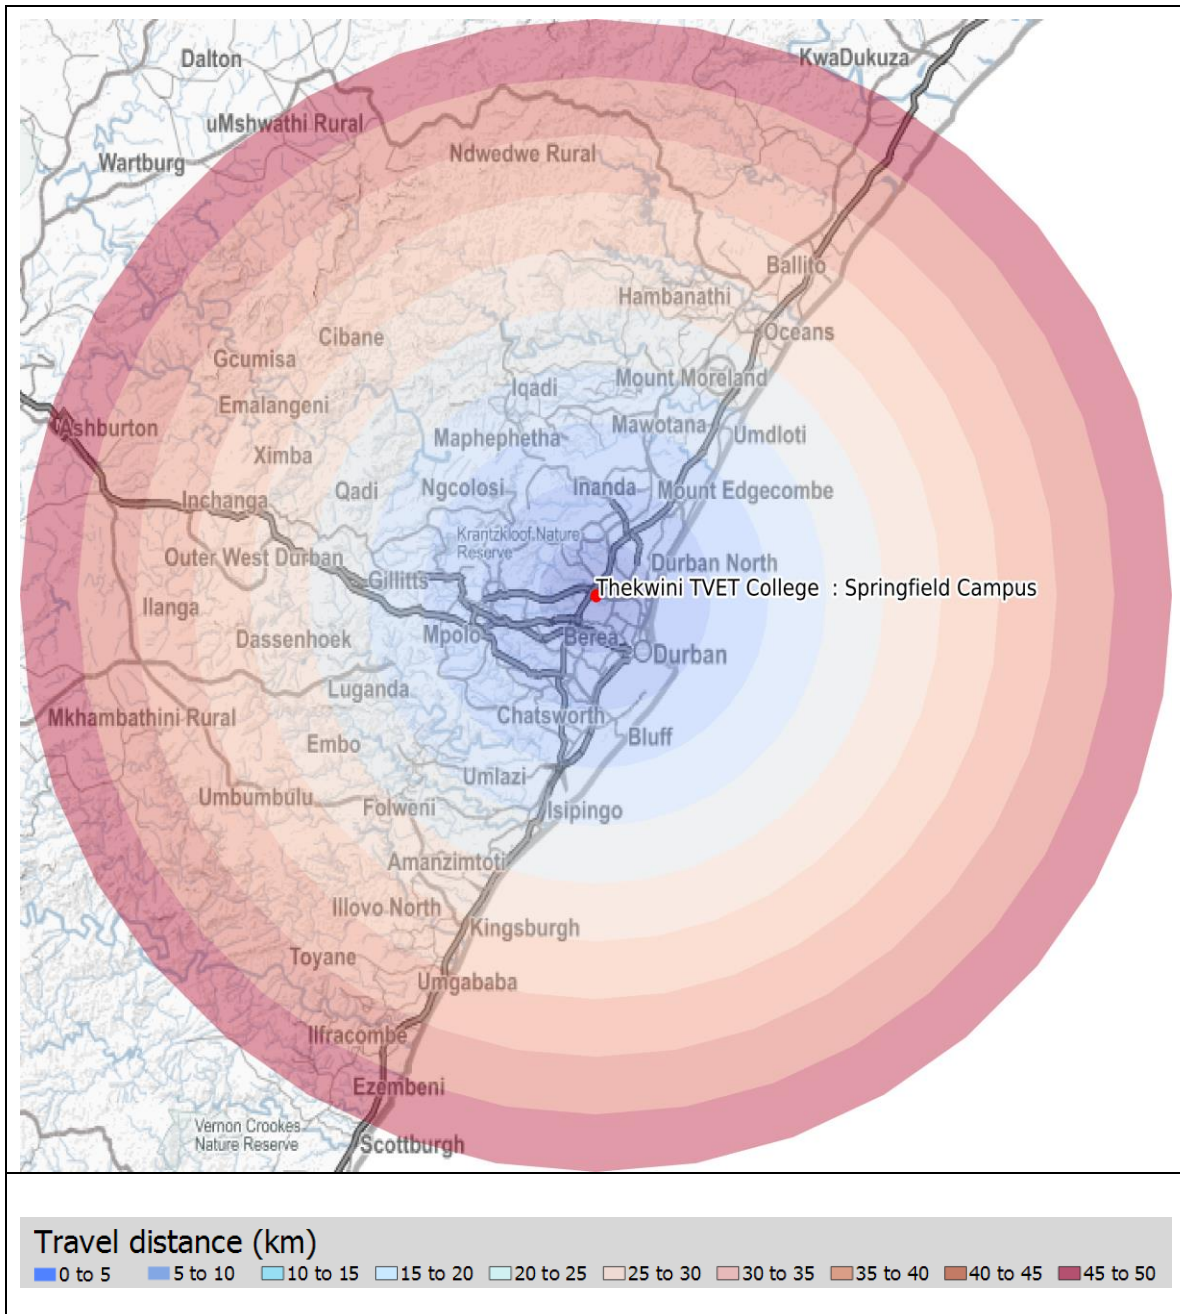 Dalton
KwaDukuza
uMshwathi Rural
Wartburg
Ndwedwe Rural
Ballito
Hambanathi
Oceans
Cibane
Gcumisa
Iqadi
Mount Moreland
Emalangeni
Ashburton
Mawotana
Umdloti
Maphephetha
Ximba
Qadi
Ngcolosi
Inanda
Mount Edgecombe
Inchanga
Krantzkloof Nature
Reserve
Outer West Durban
Durban North
Gillitts
Thekwini TVET College : Springfield Campus
Ilanga
Dassenhoek
Mpolo
Berea
Durban
Luganda
Mkhambathini Rural
Chatsworth
Bluff
Embo
Umlazi
Umbumbulu
Folweni
Isipingo
Amanzimtoti
Illovo North
Kingsburgh
Toyane
Umgababa
Ilfracombe
Ezembeni
Vernon Crookes
Nature Reserve
Scottburgh
Travel distance (km)
0 to 5 5 to 10 10 to 15 15 to 20 20 to 25 25 to 30 30 to 35 35 to 40 40 to 45 45 to 50